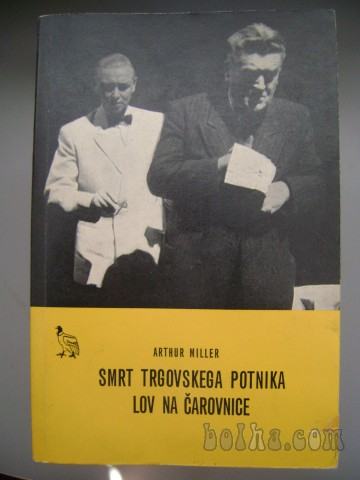 ARTHUR MILLER
SMRT TRGOVSKEGA POTNIKA
LOV NA ČAROVNICE
bolha.com